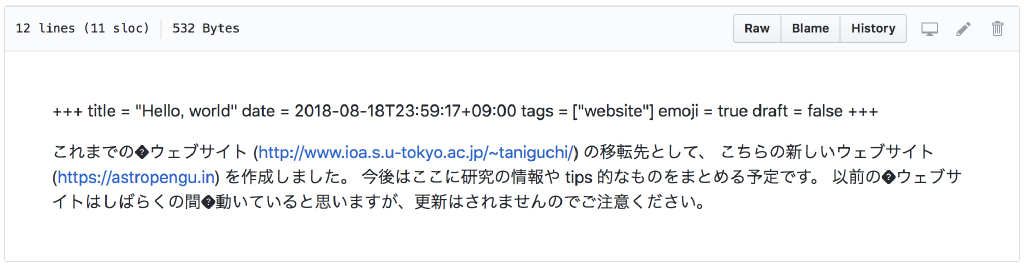 12 lines (11 sloc) 532 Bytes Raw Blame History
+++ title = "Hello, world" date = 2018-08-18T23:59:17+09:00 tags = ["website"] emoji = true draft = false +++
これまでの�ウェブサイト (http://www.ioa.s.u-tokyo.ac.jp/~taniguchi/) の移転先として、 こちらの新しいウェブサイト
(https://astropengu.in) を作成しました。 今後はここに研究の情報や tips 的なものをまとめる予定です。 以前の�ウェブサ
イトはしばらくの間�動いていると思いますが、更新はされませんのでご注意ください。